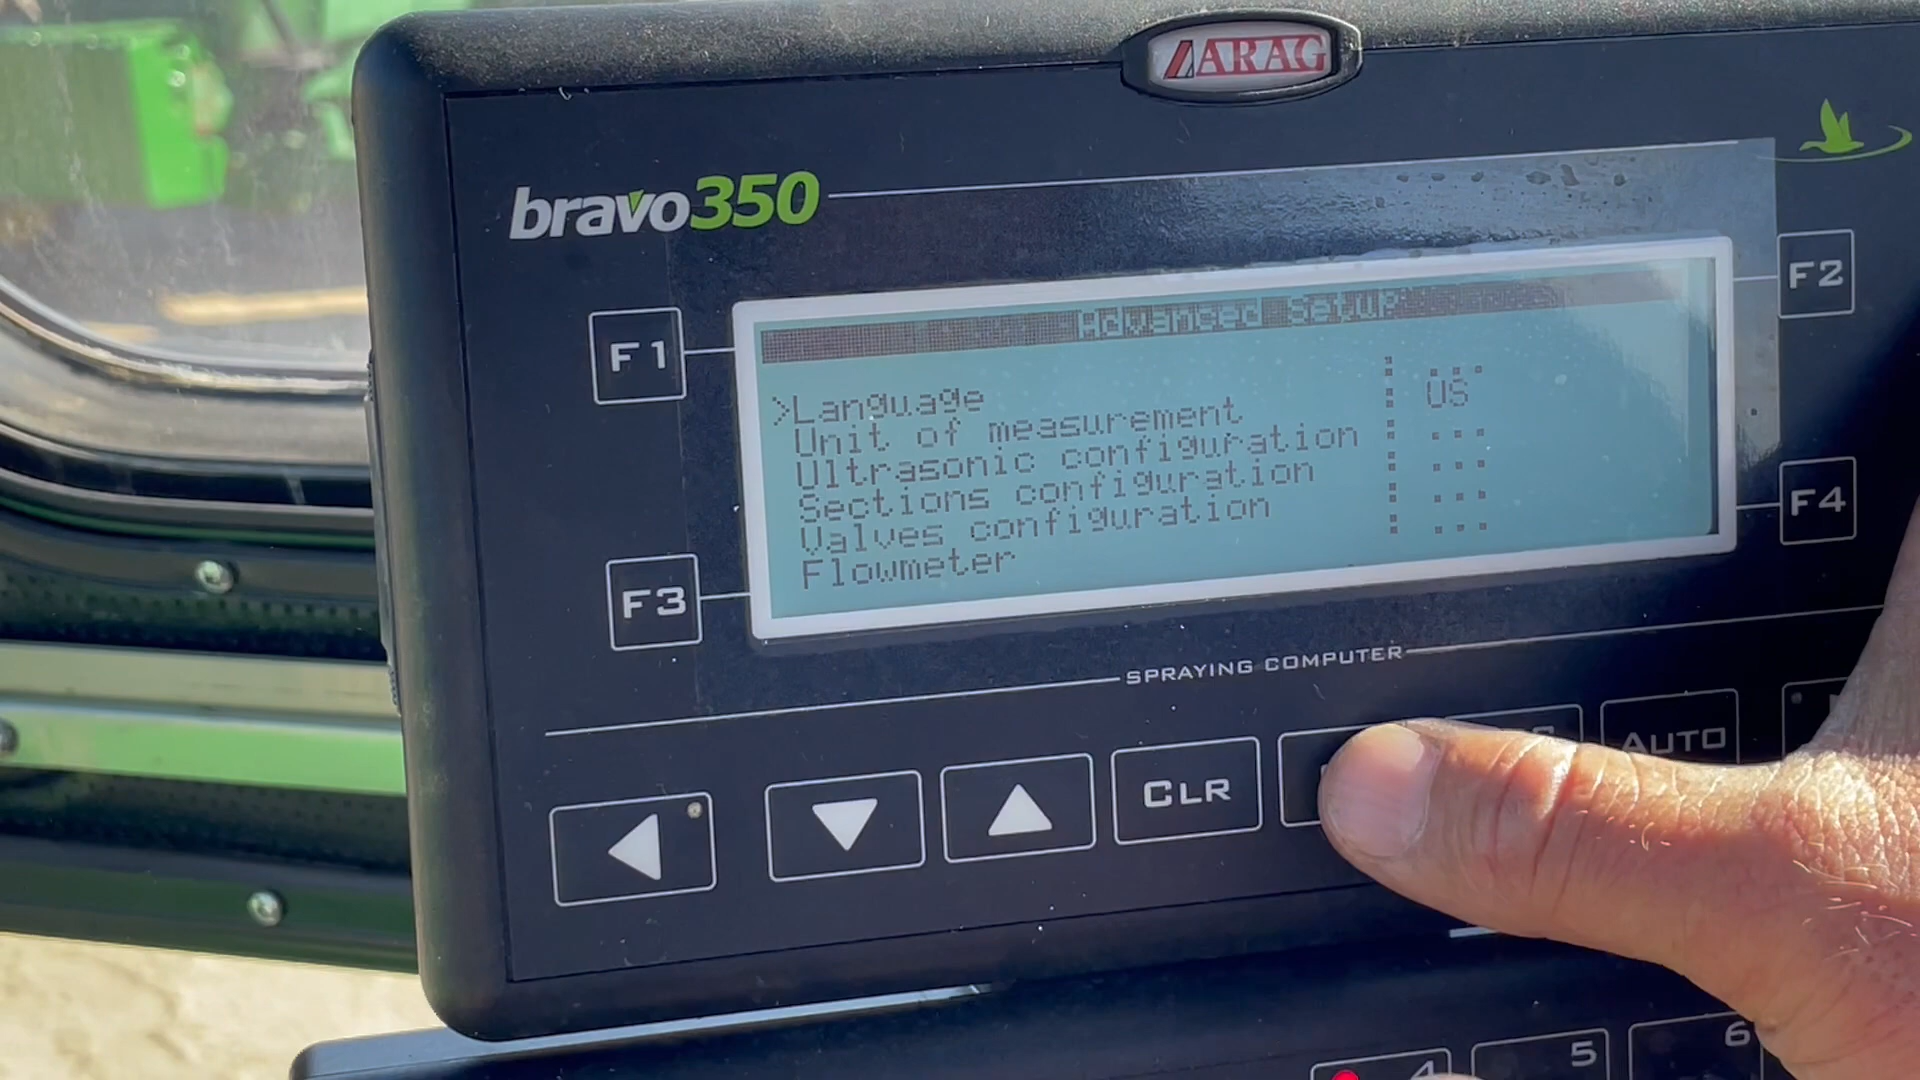 ARAG
bravo350
F1
F2
F3
F4
Advanced setup
>Language : ...
Unit of measurement : US
Ultrasonic configuration : ...
Sections configuration : ...
Valves configuration : ...
Flowmeter : ...
SPRAYING COMPUTER
CLR
AUTO
4
5
6